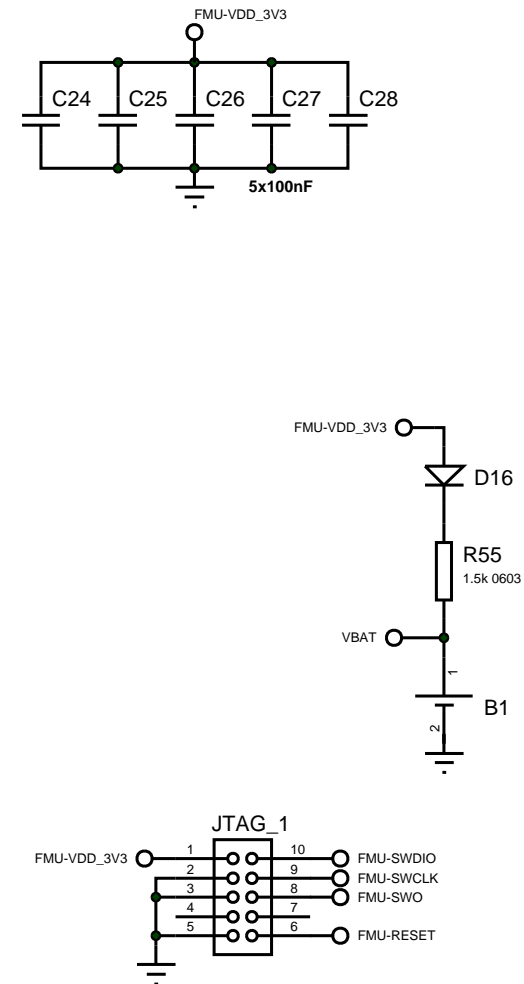 FMU-VDD_3V3
C24 C25 C26 C27 C28
5x100nF
FMU-VDD_3V3
D16
R55
1.5k 0603
VBAT
1
B1
2
JTAG_1
FMU-VDD_3V3 1 10 FMU-SWDIO
2 9 FMU-SWCLK
3 8 FMU-SWO
4 7
5 6 FMU-RESET